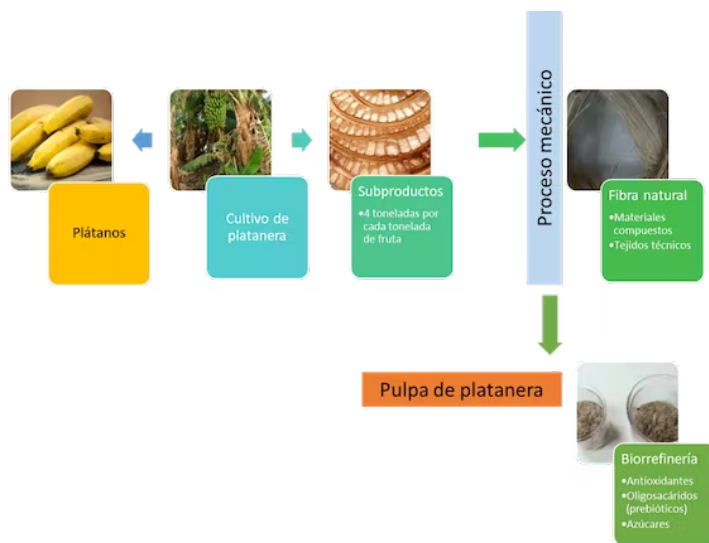 Plátanos
Cultivo de
platanera
Subproductos
•4 toneladas por
cada tonelada
de fruta
Proceso mecánico
Fibra natural
•Materiales
compuestos
•Tejidos técnicos
Pulpa de platanera
Biorrefinería
•Antioxidantes
•Oligosacáridos
(prebióticos)
•Azúcares